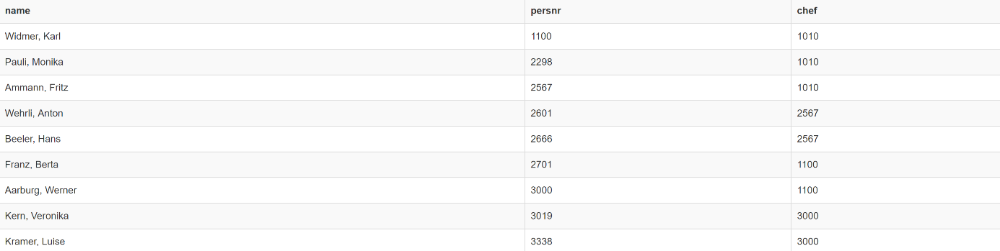 name persnr chef
Widmer, Karl 1100 1010
Pauli, Monika 2298 1010
Ammann, Fritz 2567 1010
Wehrli, Anton 2601 2567
Beeler, Hans 2666 2567
Franz, Berta 2701 1100
Aarburg, Werner 3000 1100
Kern, Veronika 3019 3000
Kramer, Luise 3338 3000